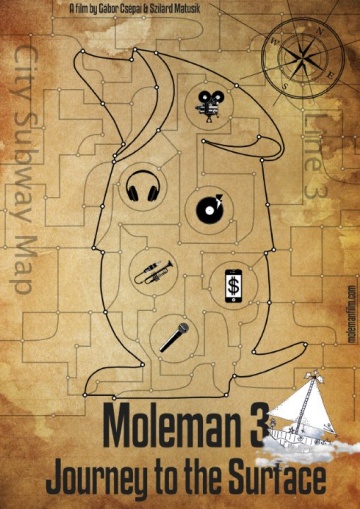 A film by Gabor Csepai & Szilard Matusik
N
W
E
S
City Subway Map
Line 3
$
molemanfilm.com
Moleman 3
Journey to the Surface